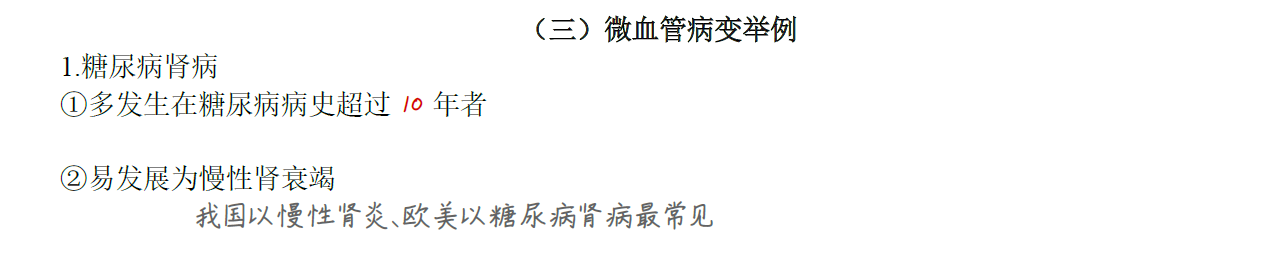 （三）微血管病变举例
1.糖尿病肾病
①多发生在糖尿病病史超过 10 年者
②易发展为慢性肾衰竭
我国以慢性肾炎、欧美以糖尿病肾病最常见